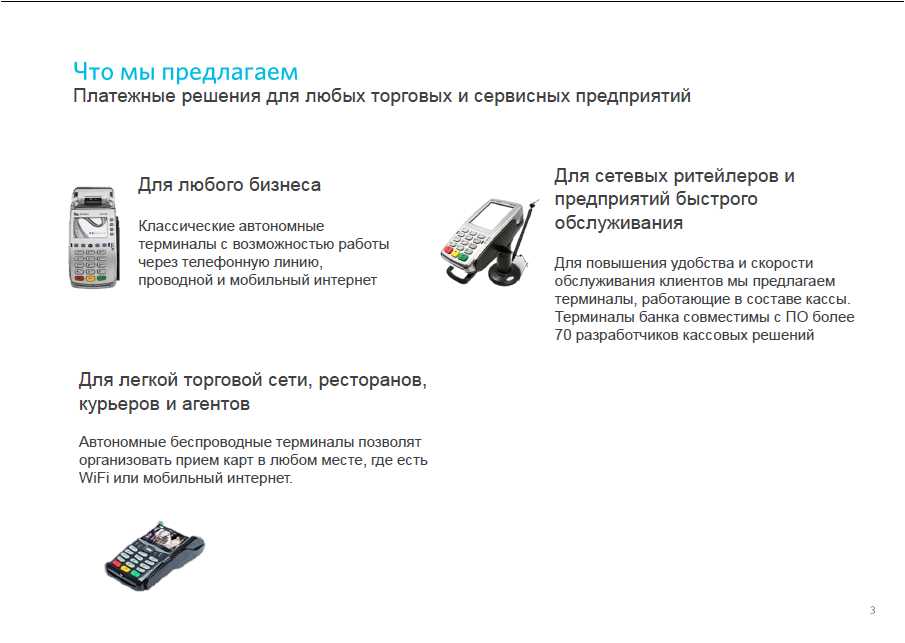 Что мы предлагаем
Платежные решения для любых торговых и сервисных предприятий
Для любого бизнеса
Классические автономные
терминалы с возможностью работы
через телефонную линию,
проводной и мобильный интернет
Для сетевых ритейлеров и
предприятий быстрого
обслуживания
Для повышения удобства и скорости
обслуживания клиентов мы предлагаем
терминалы, работающие в составе кассы.
Терминалы банка совместимы с ПО более
70 разработчиков кассовых решений
Для легкой торговой сети, ресторанов,
курьеров и агентов
Автономные беспроводные терминалы позволят
организовать прием карт в любом месте, где есть
WiFi или мобильный интернет.
3